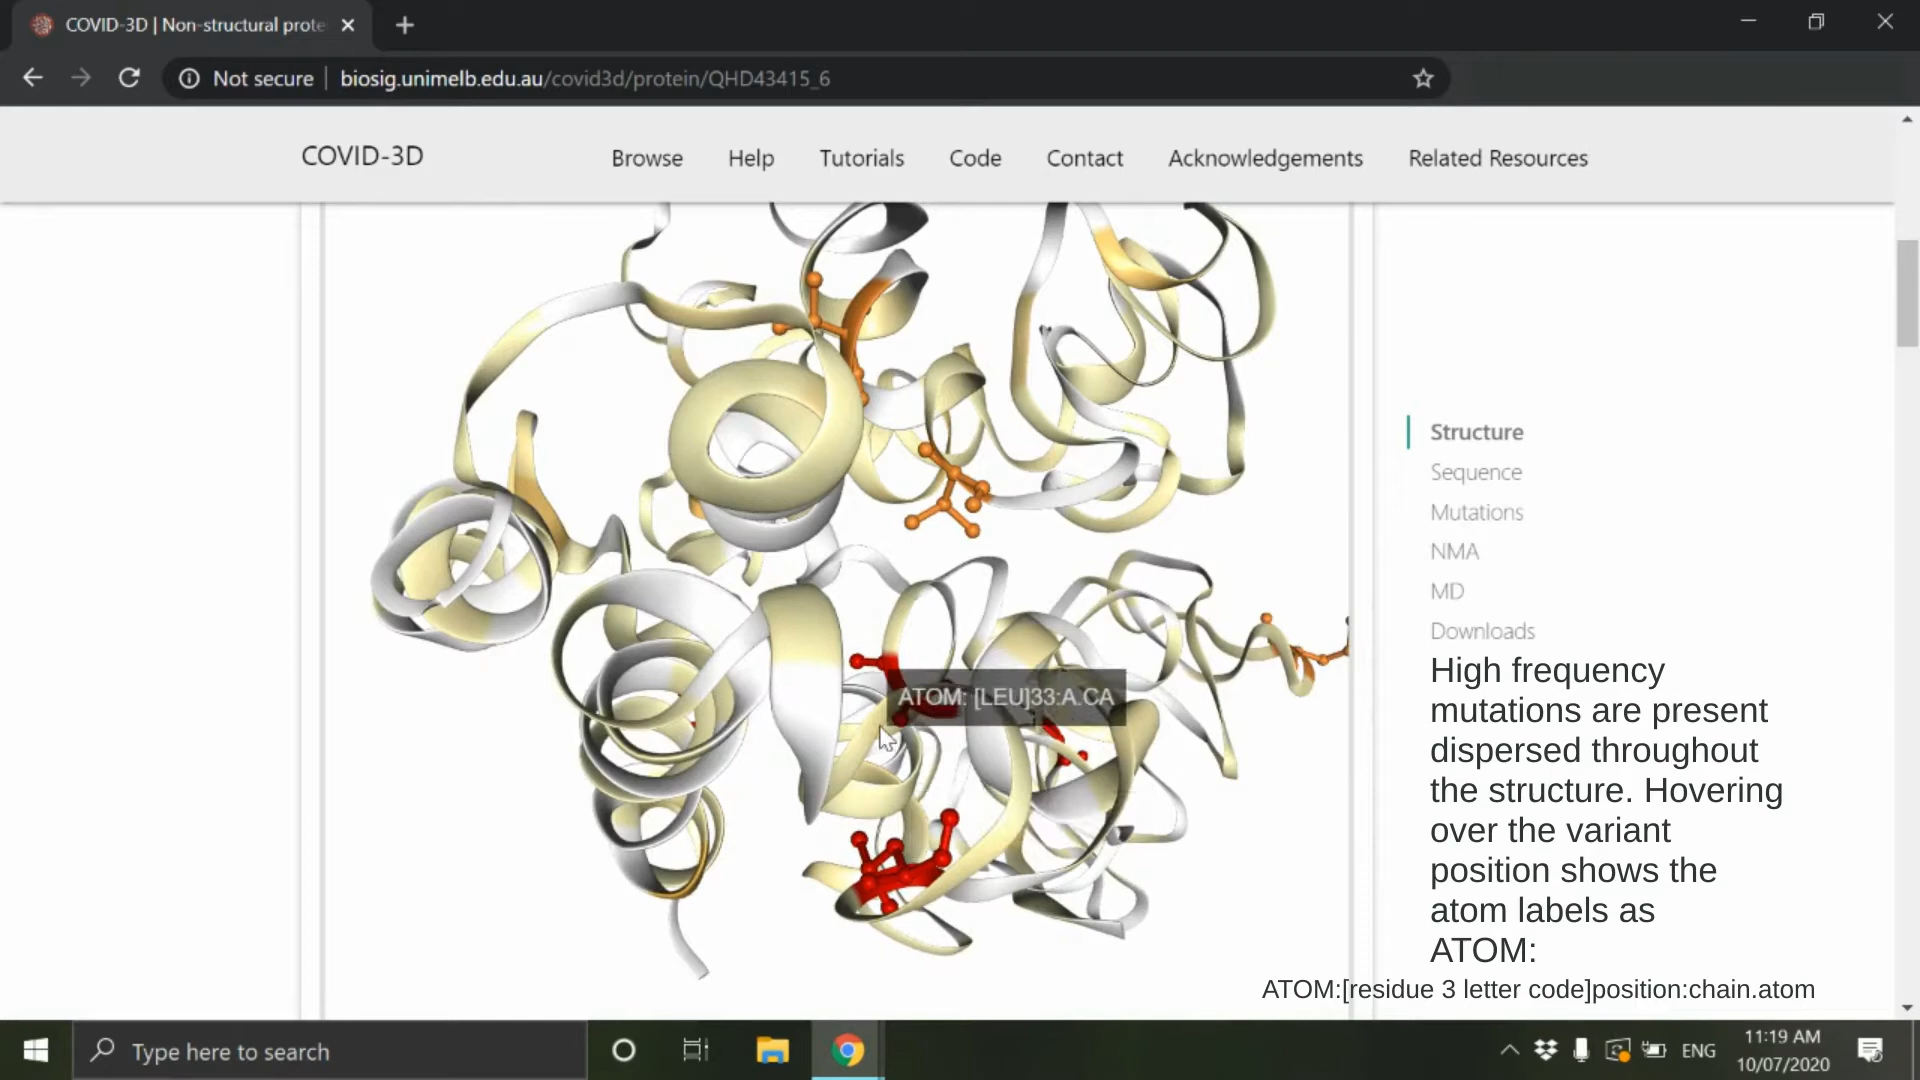 COVID-3D | Non-structural prote
Not secure | biosig.unimelb.edu.au/covid3d/protein/QHD43415_6
COVID-3D Browse Help Tutorials Code Contact Acknowledgements Related Resources
ATOM: [LEU]33:A.CA
Structure
Sequence
Mutations
NMA
MD
Downloads
High frequency
mutations are present
dispersed throughout
the structure. Hovering
over the variant
position shows the
atom labels as
ATOM:
ATOM:[residue 3 letter code]position:chain.atom
Type here to search
ENG
11:19 AM
10/07/2020